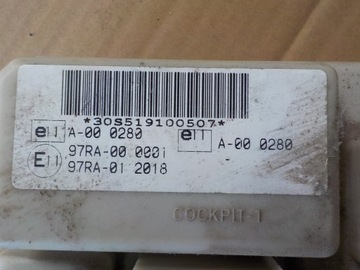 *30S519100507*
e11 A-00 0280 e11 A-00 0280
E11 97RA-00 0001
97RA-01 2018
COCKPIT-1